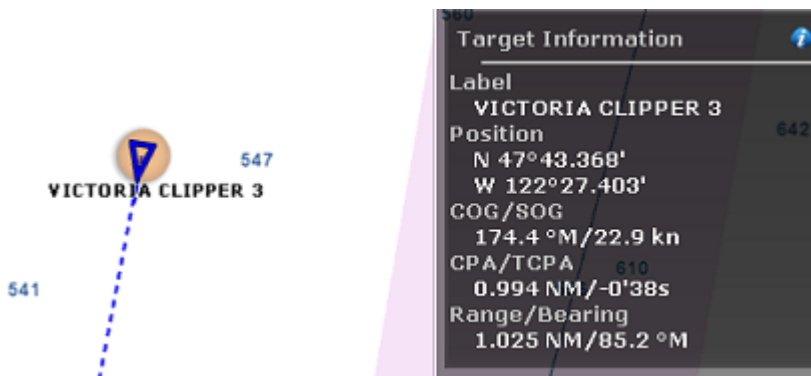 560
Target Information
Label
VICTORIA CLIPPER 3
Position
N 47°43.368'
W 122°27.403'
COG/SOG
174.4 °M/22.9 kn
CPA/TCPA
0.994 NM/-0'38s
Range/Bearing
1.025 NM/85.2 °M
642
610
547
VICTORIA CLIPPER 3
541